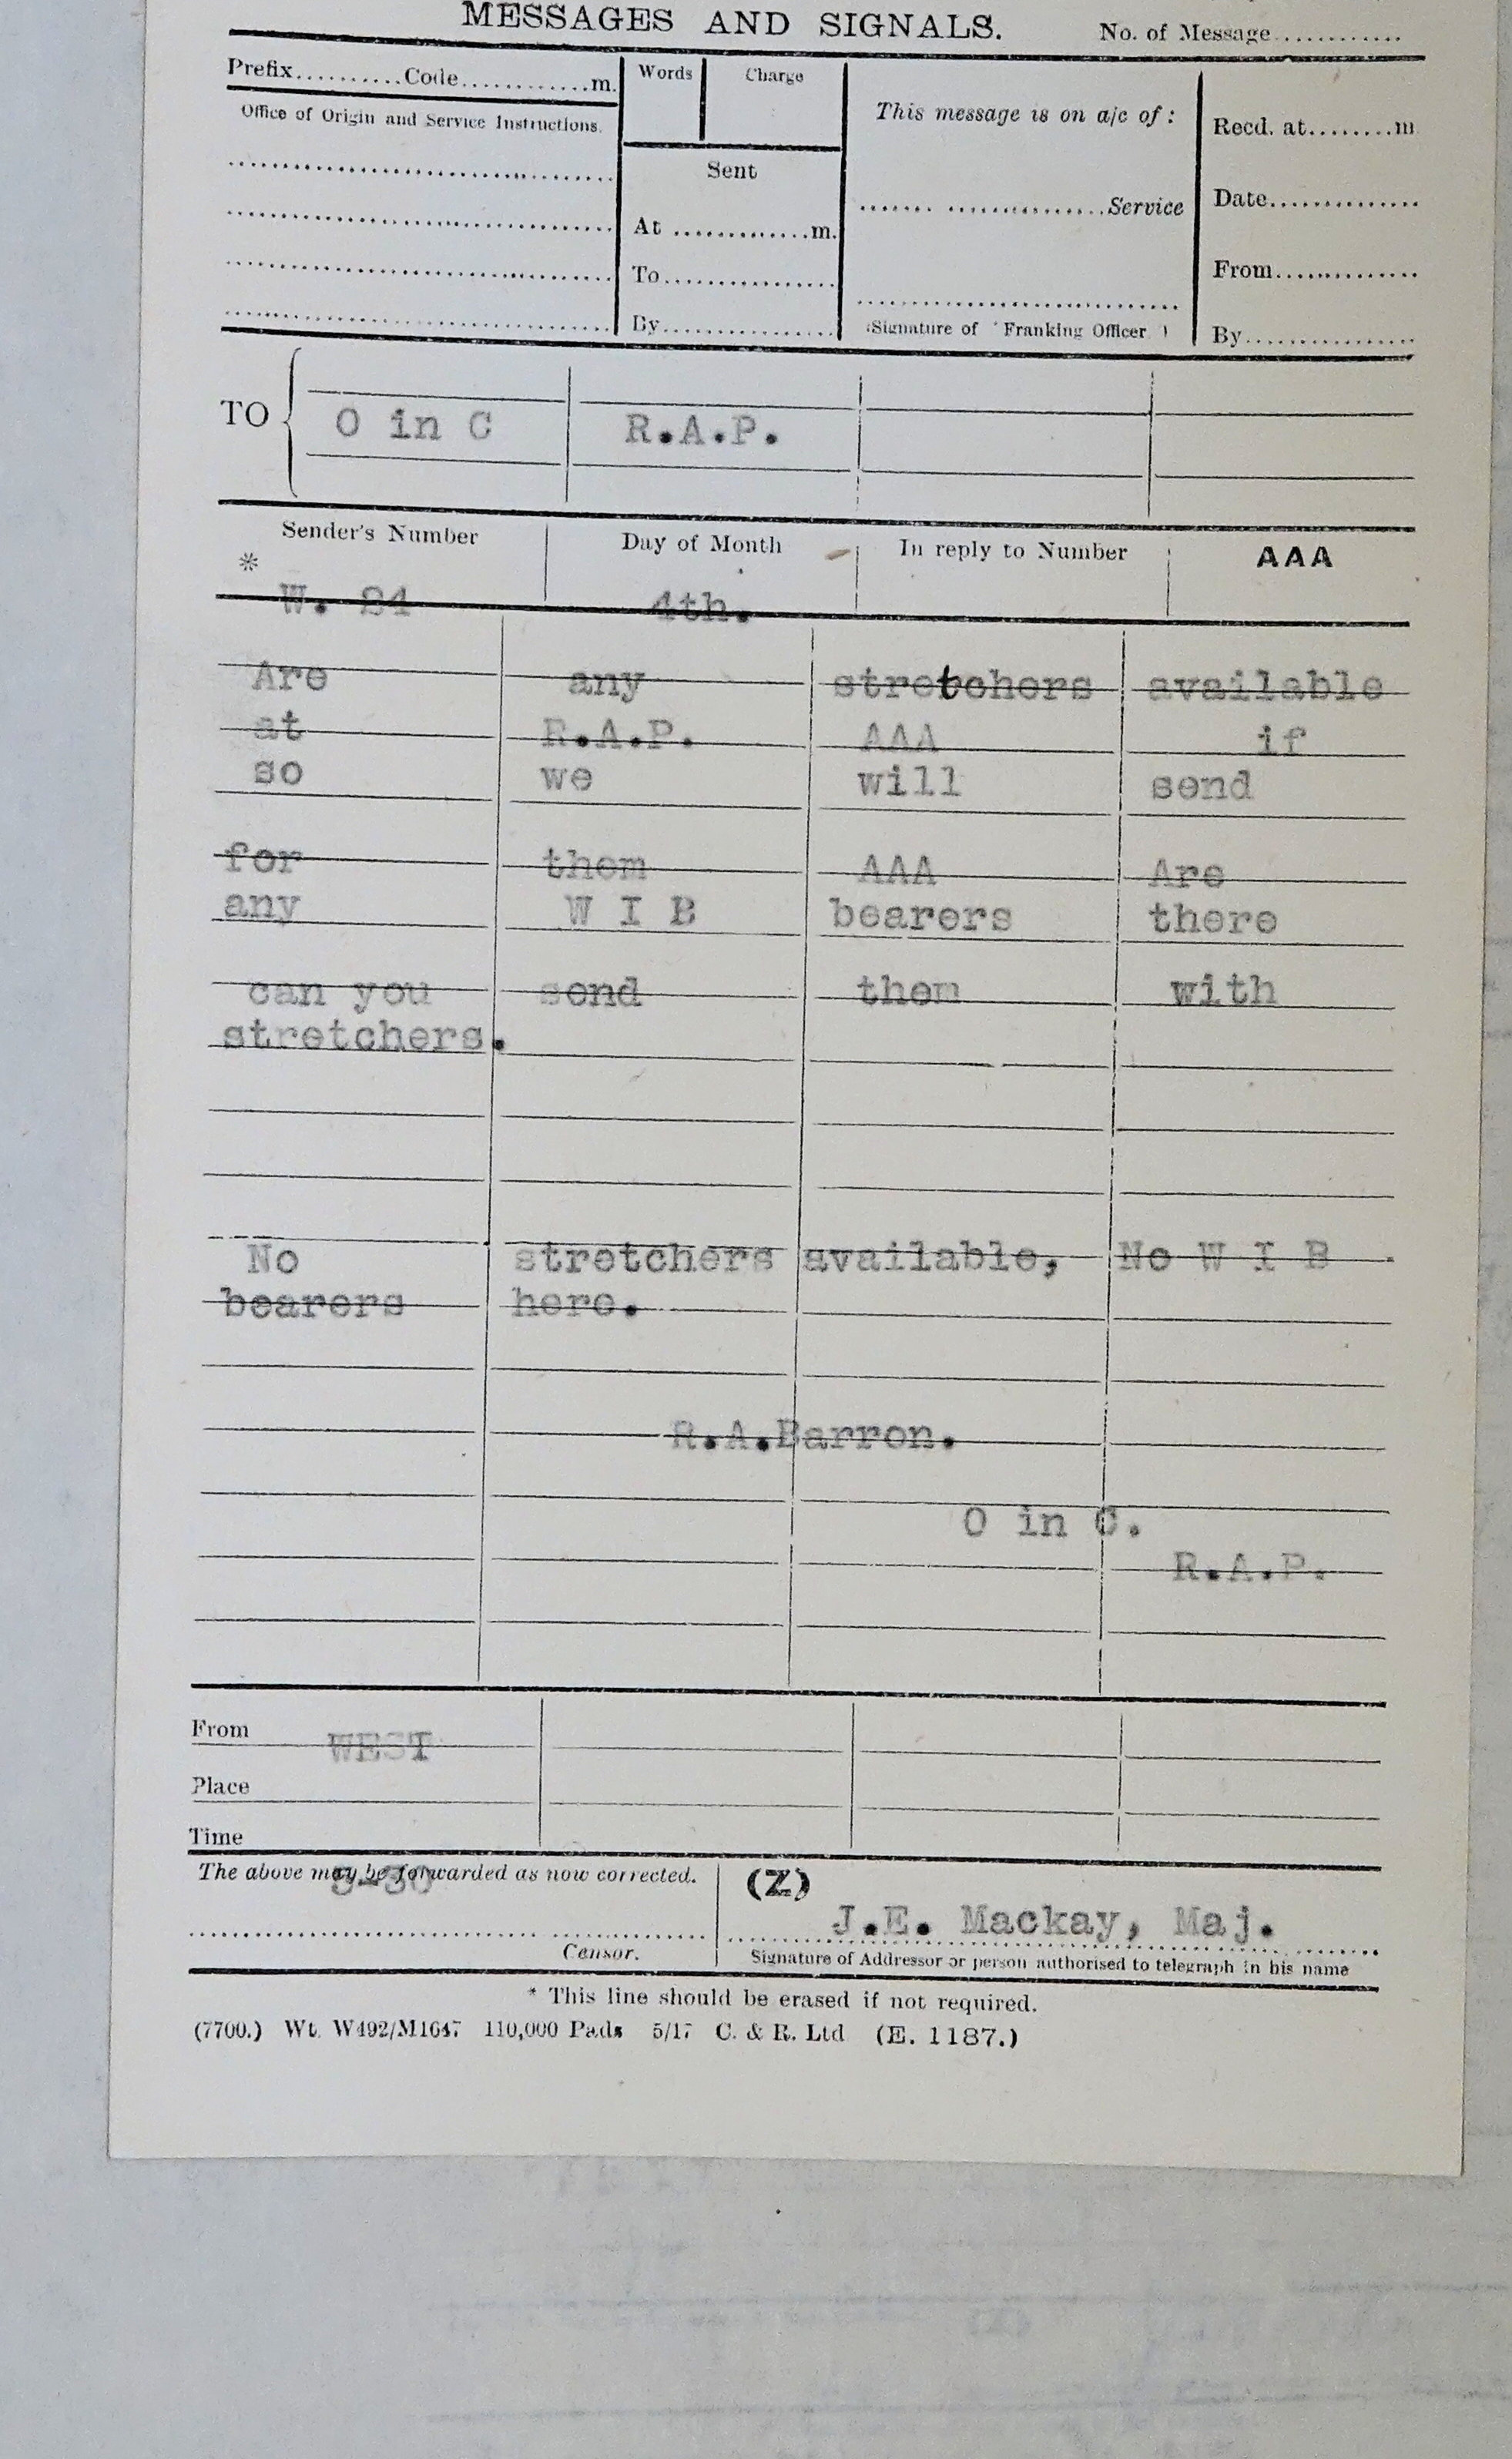 MESSAGES AND SIGNALS. No. of Message............
Prefix..........Code............m. Words Charge
This message is on a/c of : Recd. at........m
Office of Origin and Service Instructions.
Sent
....... ..............Service Date..............
At .............m.
To................ From..............
By................ (Signature of "Franking Officer.") By................
TO O in C R.A.P.
Sender's Number Day of Month In reply to Number AAA
* W. 84 4th.
Are any stretchers available
at R.A.P. AAA if
so we will send
for them AAA Are
any W I B bearers there
can you send them with
stretchers.
No stretchers available, No W I B
bearers here.
R.A.Barron.
O in C.
R.A.P.
From WEST
Place
Time
The above may be forwarded as now corrected. (Z)
J.E. Mackay, Maj.
Censor. Signature of Addressor or person authorised to telegraph in his name
* This line should be erased if not required.
(7700.) Wt. W492/M1647 110,000 Pads 5/17 C. & R. Ltd (E. 1187.)